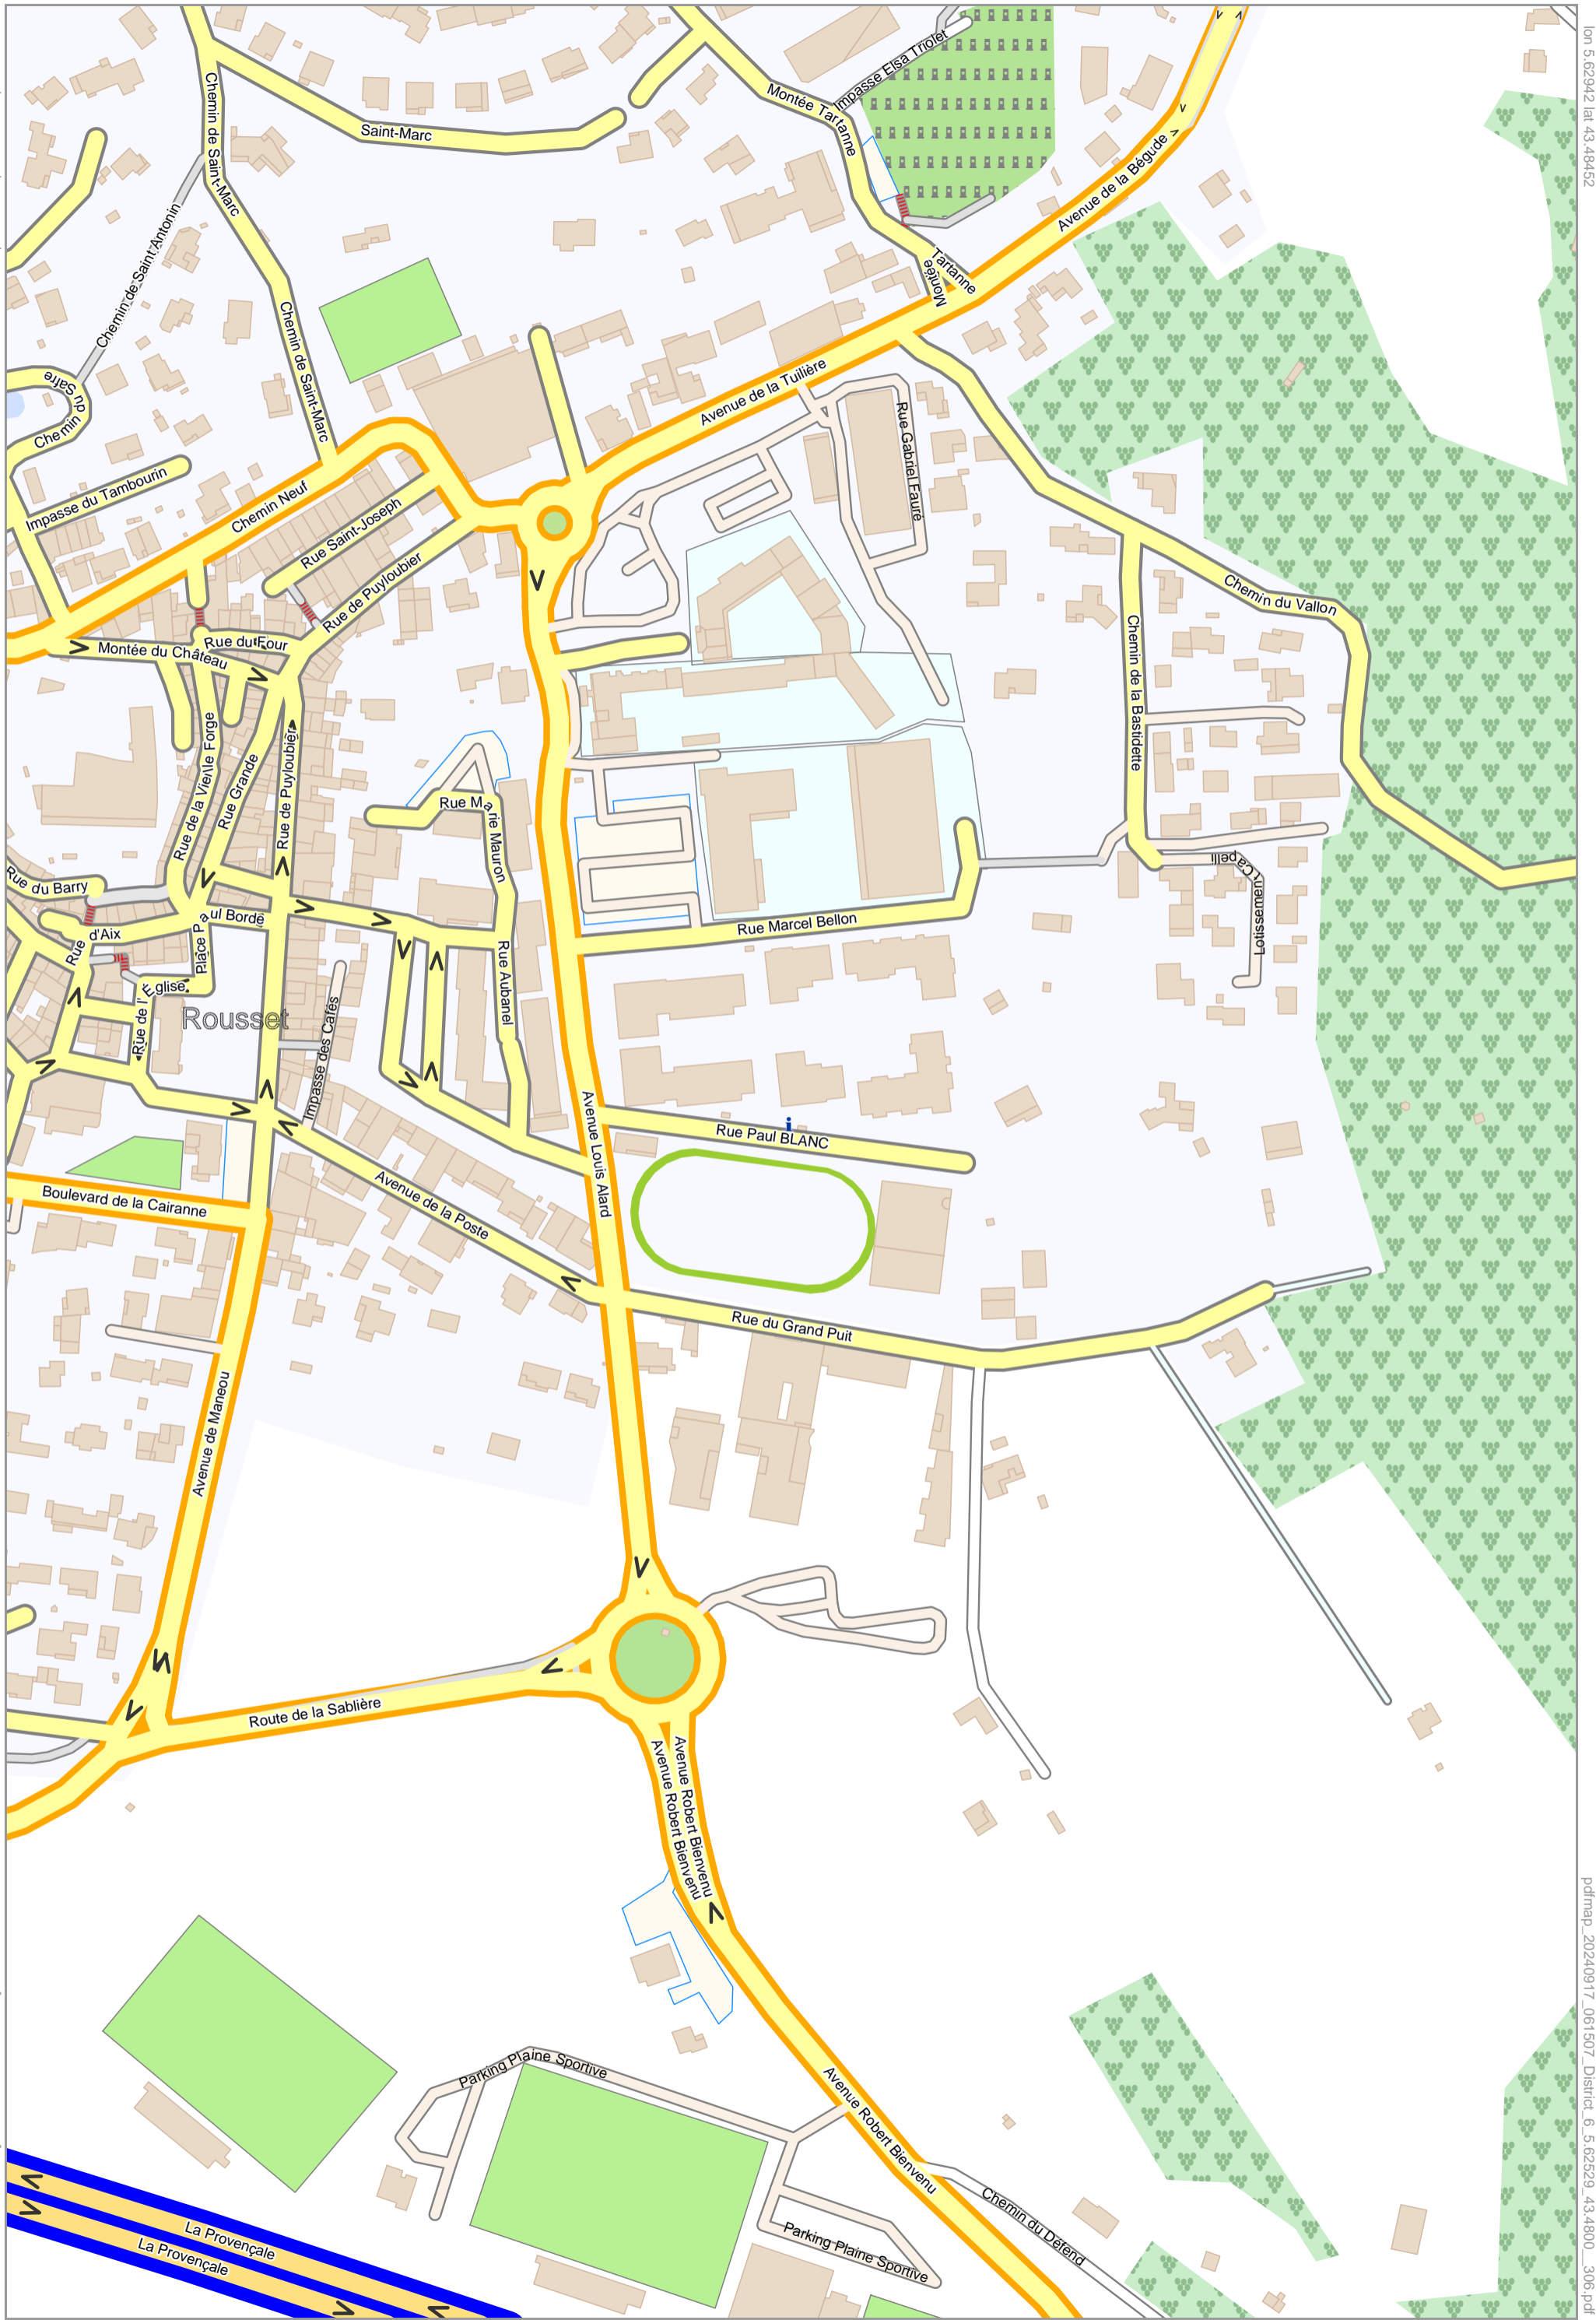 lon 5.62942 lat 43.48452
Impasse Elsa Triolet
Montée Tartanne
Chemin de Saint-Marc
Saint-Marc
Avenue de la Bégude
Chemin de Saint Antonin
Montée
Tartanne
Chemin de Saint-Marc
Chemin
du Safre
Avenue de la Tuilière
Rue Gabriel Faure
Impasse du Tambourin
Chemin Neuf
Rue Saint-Joseph
Rue de Puyloubier
Chemin du Vallon
Rue du Four
Montée du Château
Chemin de la Bastidette
Rue de la Vieille Forge
Rue Grande
Rue de Puyloubier
Rue Marie Mauron
Lotissement Capelli
Rue du Barry
Rue d'Aix
Place Paul Borde
Rue Marcel Bellon
Rue Aubanel
Rue de l'Église
Rousset
Impasse des Cafés
Avenue Louis Alard
Rue Paul BLANC
Boulevard de la Cairanne
Avenue de la Poste
Rue du Grand Puit
Avenue de Maneou
Route de la Sablière
Avenue Robert Bienvenu
Avenue Robert Bienvenu
Parking Plaine Sportive
Avenue Robert Bienvenu
Chemin du Défend
Parking Plaine Sportive
La Provençale
La Provençale
pdfmap_20240917_061507_District_6_5.62529_43.4800__306.pdf